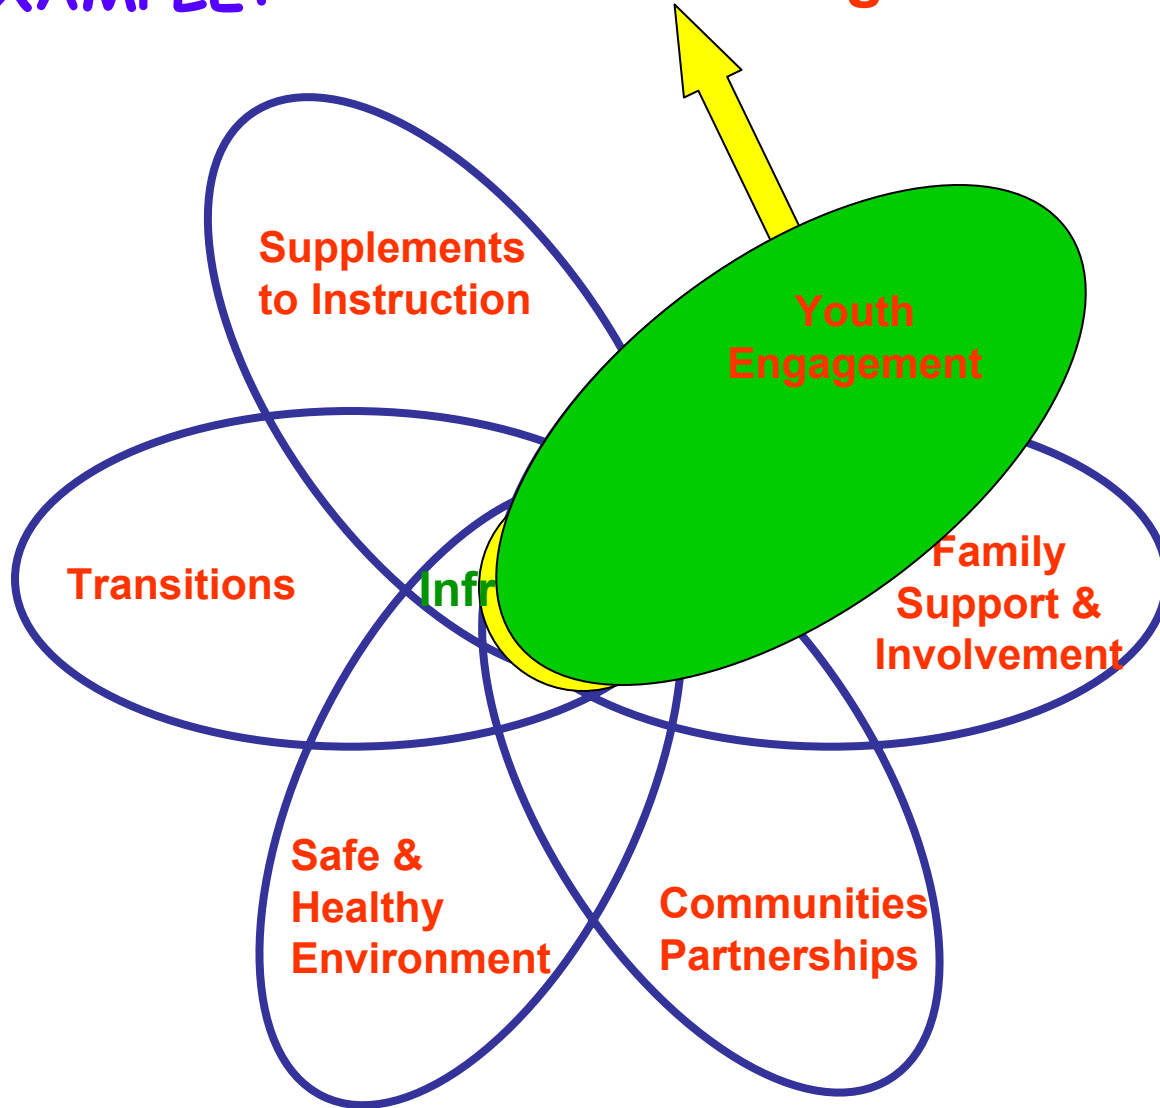 Supplements
to Instruction
Youth
Engagement
Transitions
Family
Support &
Involvement
Safe &
Healthy
Environment
Communities
Partnerships